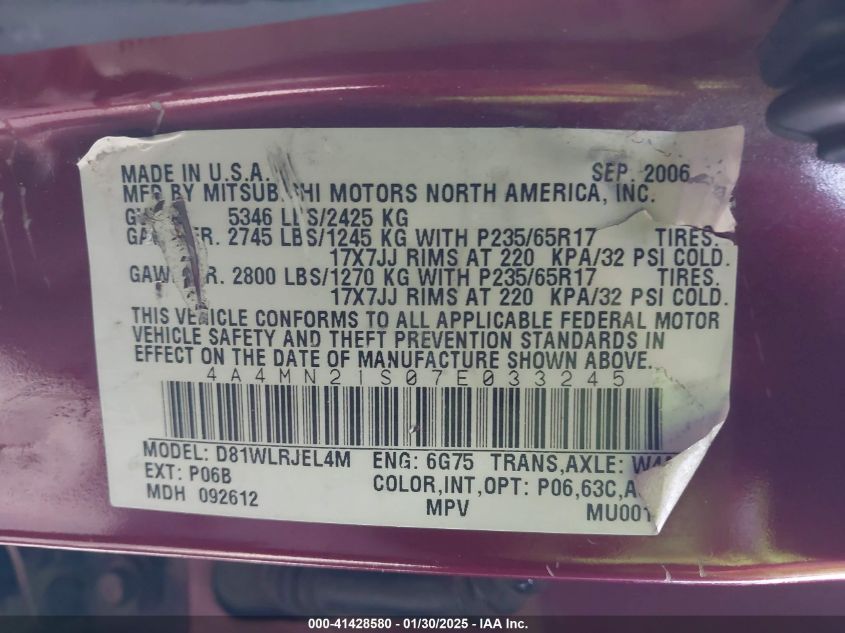 MADE IN U.S.A. SEP. 2006
MFD BY MITSUBISHI MOTORS NORTH AMERICA, INC.
5346 LBS/2425 KG
2745 LBS/1245 KG WITH P235/65R17 TIRES.
17X7JJ RIMS AT 220 KPA/32 PSI COLD.
2800 LBS/1270 KG WITH P235/65R17 TIRES.
17X7JJ RIMS AT 220 KPA/32 PSI COLD.
THIS VEHICLE CONFORMS TO ALL APPLICABLE FEDERAL MOTOR
VEHICLE SAFETY AND THEFT PREVENTION STANDARDS IN
EFFECT ON THE DATE OF MANUFACTURE SHOWN ABOVE.
4A4MN21S07E033245
MODEL: D81WLRJEL4M ENG: 6G75 TRANS,AXLE:
EXT: P06B COLOR,INT,OPT: P06,63C,
MDH 092612 MPV MU001
000-41428580 - 01/30/2025 - IAA Inc.